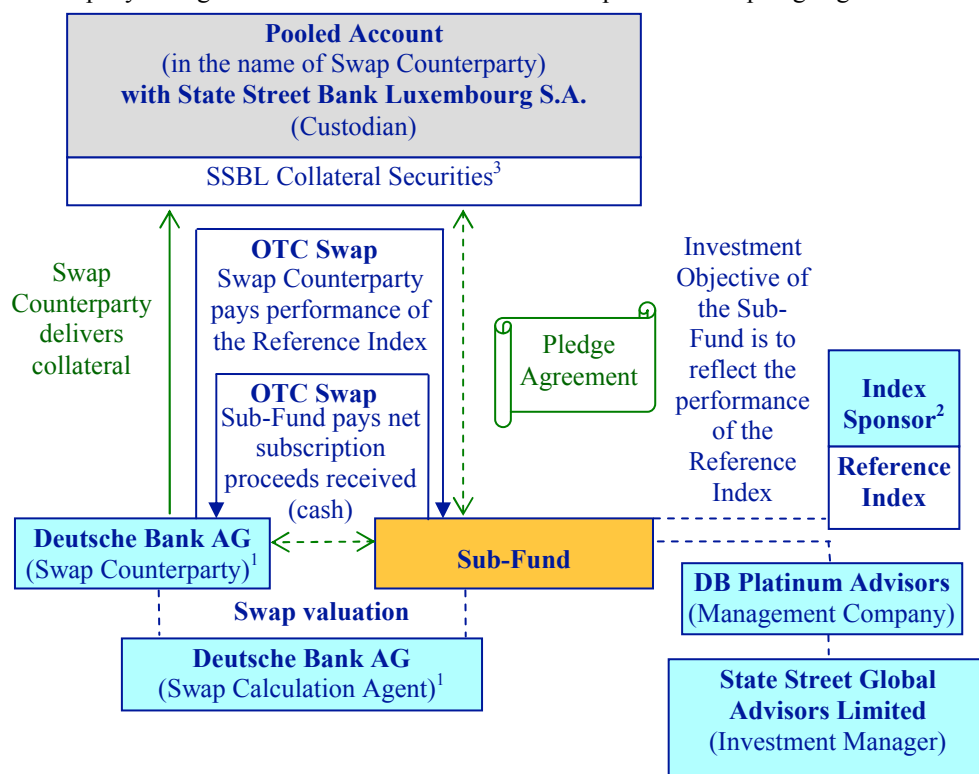 Pooled Account
(in the name of Swap Counterparty)
with State Street Bank Luxembourg S.A.
(Custodian)
SSBL Collateral Securities3
Swap
Counterparty
delivers
collateral
OTC Swap
Swap Counterparty
pays performance of
the Reference Index
OTC Swap
Sub-Fund pays net
subscription
proceeds received
(cash)
Pledge
Agreement
Investment
Objective of
the Sub-
Fund is to
reflect the
performance
of the
Reference
Index
Index
Sponsor2
Reference
Index
Deutsche Bank AG
(Swap Counterparty)1
Sub-Fund
Swap valuation
Deutsche Bank AG
(Swap Calculation Agent)1
DB Platinum Advisors
(Management Company)
State Street Global
Advisors Limited
(Investment Manager)